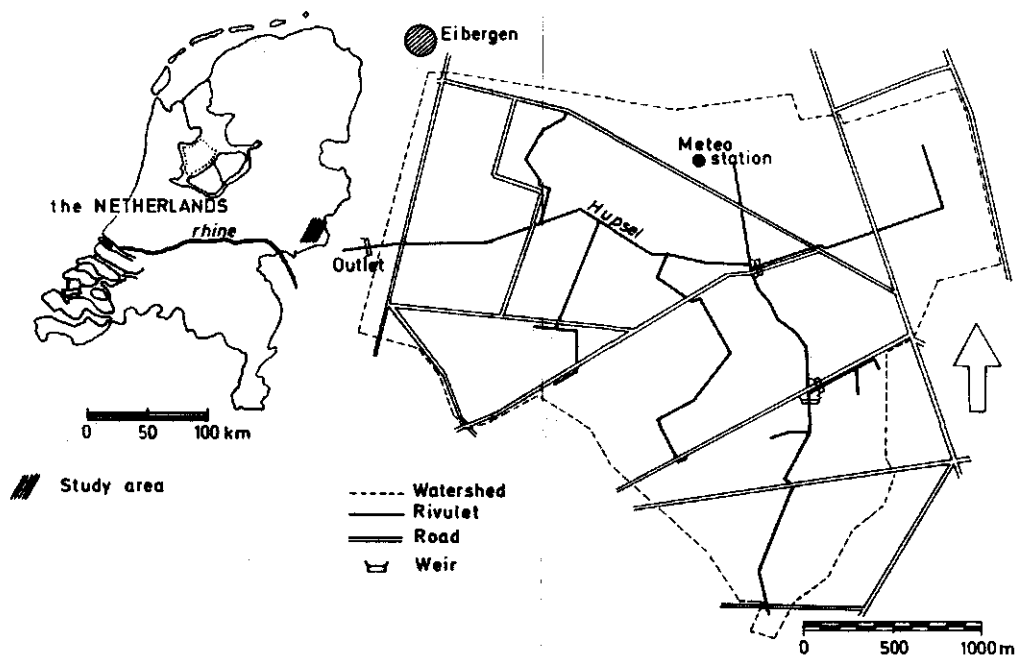 Eibergen
Meteo
station
the NETHERLANDS
rhine
Hupsel
Outlet
0 50 100 km
Study area
Watershed
Rivulet
Road
Weir
0 500 1000 m